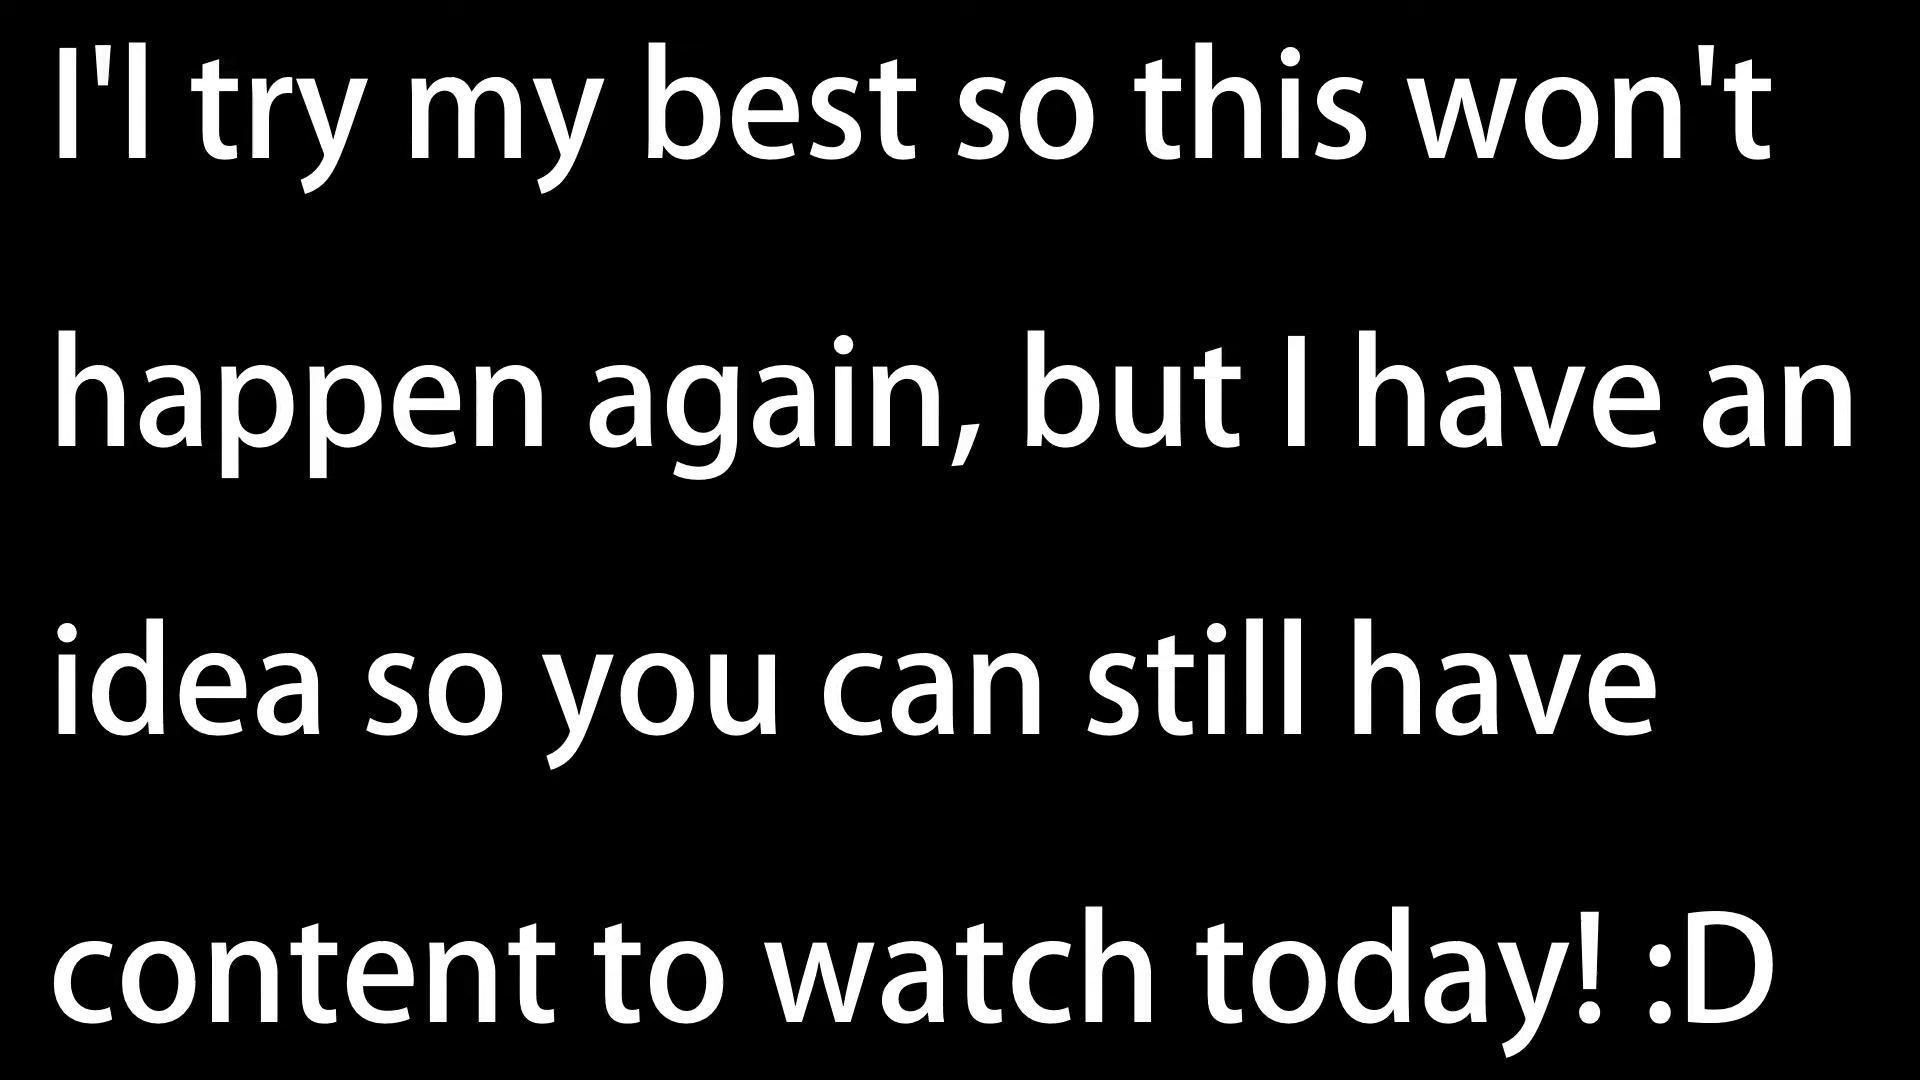 I'l try my best so this won't
happen again, but I have an
idea so you can still have
content to watch today! :D